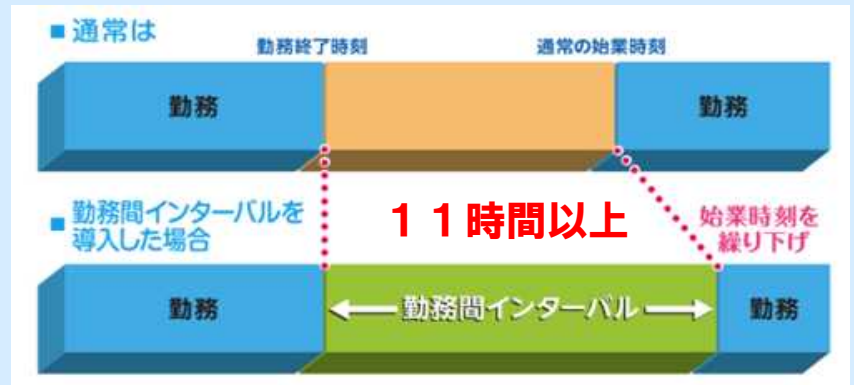 ■通常は
勤務終了時刻
通常の始業時刻
勤務
勤務
■勤務間インターバルを
導入した場合
11時間以上
始業時刻を
繰り下げ
勤務
勤務間インターバル
勤務